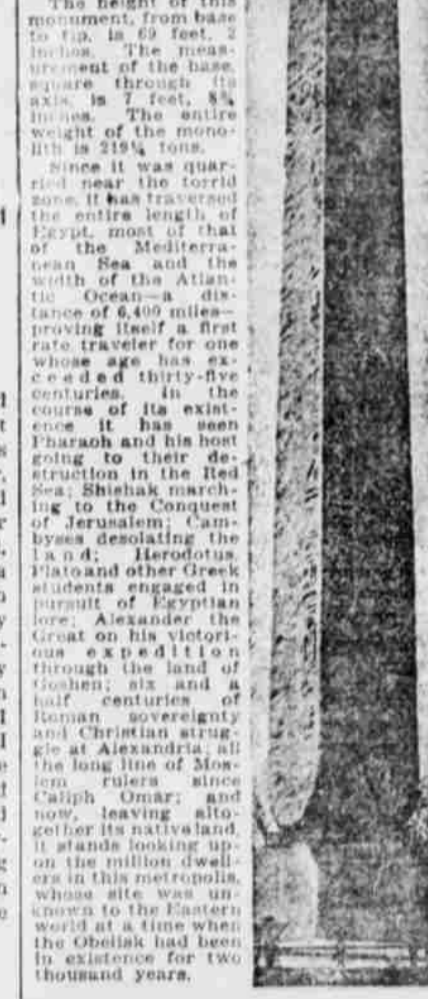 The height of this
monument, from base
to tip, is 69 feet, 2
inches. The meas-
urement of the base,
square through its
axis, is 7 feet, 8¾
inches. The entire
weight of the mono-
lith is 219¼ tons.
Since it was quar-
ried near the torrid
zone, it has traversed
the entire length of
Egypt, most of that
of the Mediterra-
nean Sea and the
width of the Atlan-
tic Ocean—a dis-
tance of 6,400 miles—
proving itself a first
rate traveler for one
whose age has ex-
ceeded thirty-five
centuries. In the
course of its exist-
ence it has seen
Pharaoh and his host
going to their de-
struction in the Red
Sea; Shishak march-
ing to the Conquest
of Jerusalem; Cam-
byses desolating the
land; Herodotus,
Plato and other Greek
students engaged in
pursuit of Egyptian
lore; Alexander the
Great on his victori-
ous expedition
through the land of
Goshen; six and a
half centuries of
Roman sovereignty
and Christian strug-
gle at Alexandria; all
the long line of Mos-
lem rulers since
Caliph Omar; and
now, leaving alto-
gether its native land,
it stands looking up-
on the million dwell-
ers in this metropolis,
whose site was un-
known to the Eastern
world at a time when
the Obelisk had been
in existence for two
thousand years.